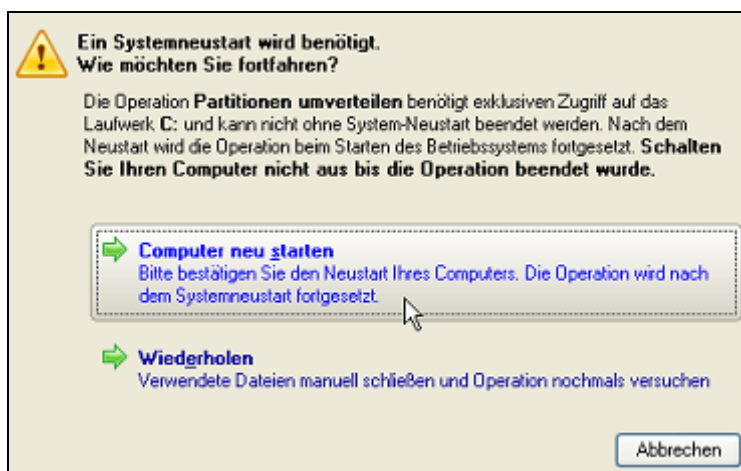 Ein Systemneustart wird benötigt.
Wie möchten Sie fortfahren?
Die Operation Partitionen umverteilen benötigt exklusiven Zugriff auf das
Laufwerk C: und kann nicht ohne System-Neustart beendet werden. Nach dem
Neustart wird die Operation beim Starten des Betriebssystems fortgesetzt. Schalten
Sie Ihren Computer nicht aus bis die Operation beendet wurde.
Computer neu starten
Bitte bestätigen Sie den Neustart Ihres Computers. Die Operation wird nach
dem Systemneustart fortgesetzt.
Wiederholen
Verwendete Dateien manuell schließen und Operation nochmals versuchen
Abbrechen